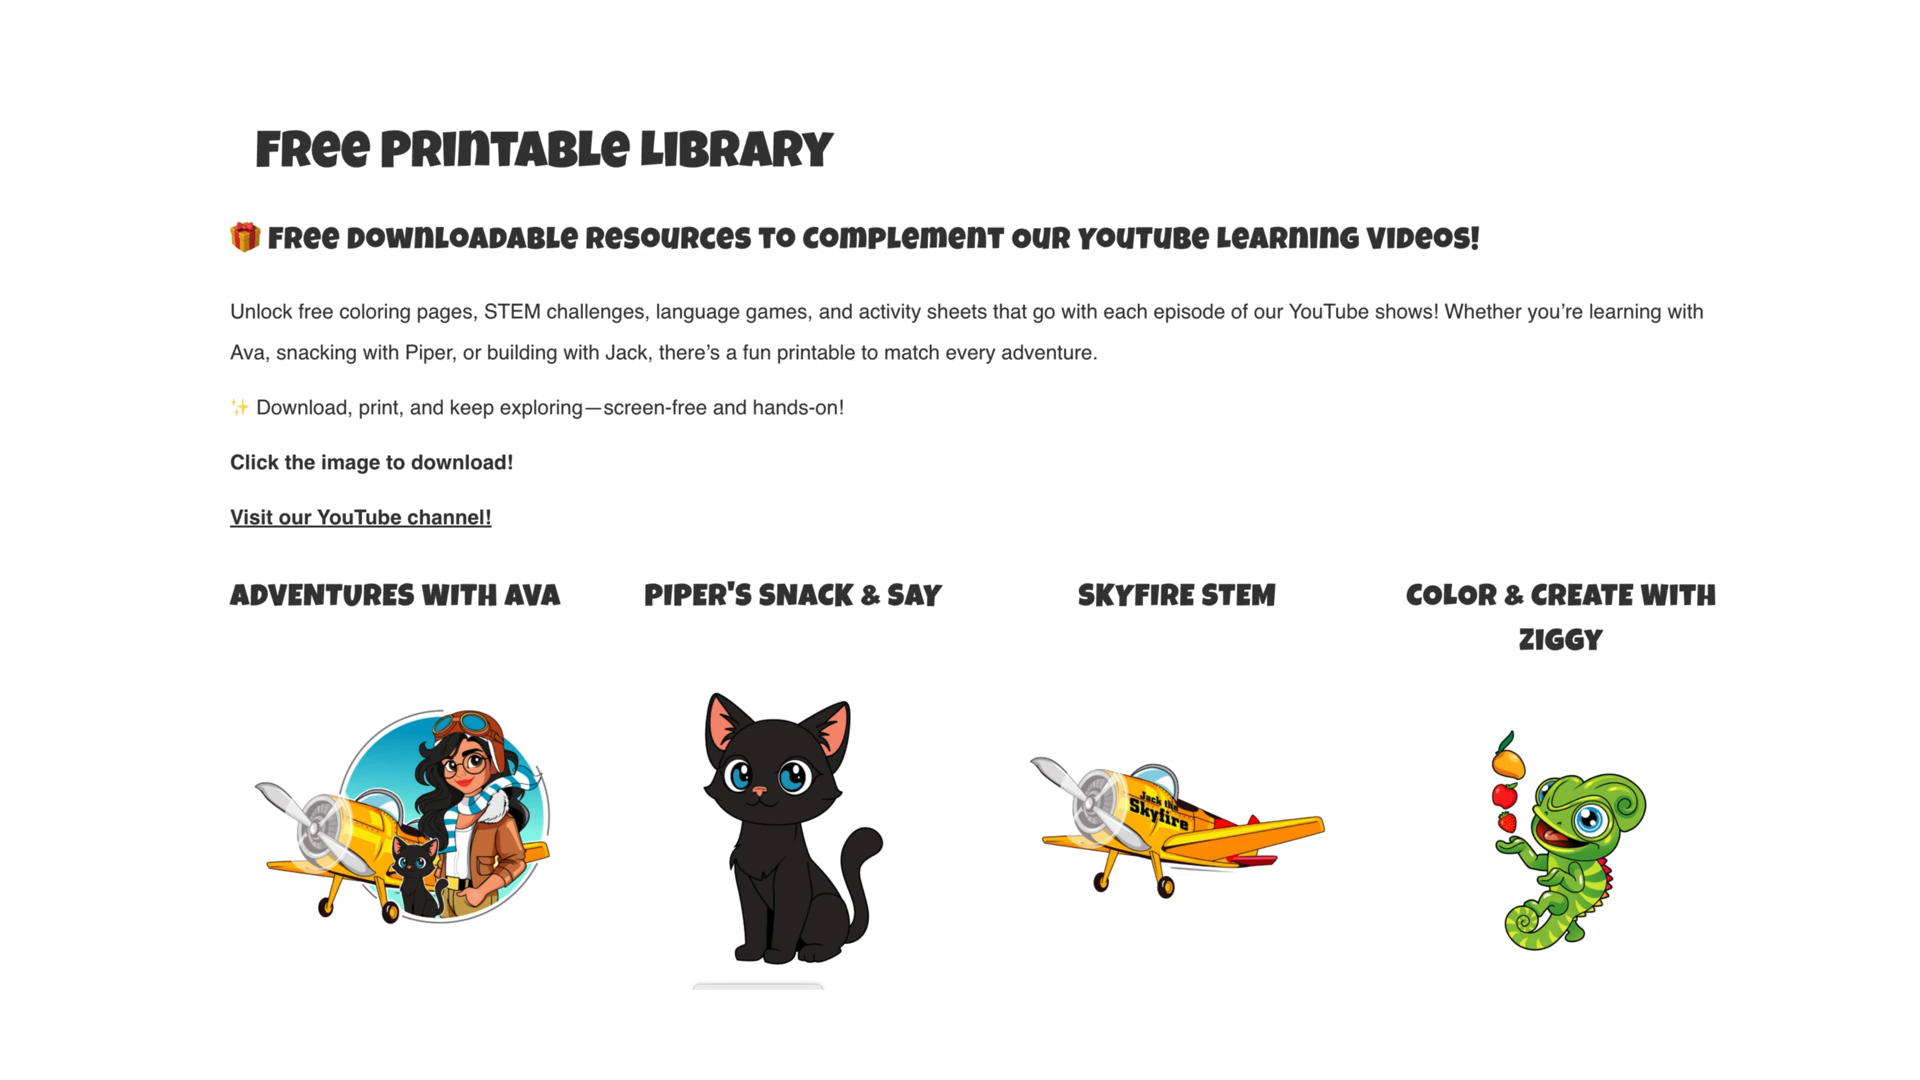 Free Printable Library
🎁 Free Downloadable Resources to Complement Our YouTube Learning Videos!
Unlock free coloring pages, STEM challenges, language games, and activity sheets that go with each episode of our YouTube shows! Whether you’re learning with
Ava, snacking with Piper, or building with Jack, there’s a fun printable to match every adventure.
✨ Download, print, and keep exploring—screen-free and hands-on!
Click the image to download!
Visit our YouTube channel!
ADVENTURES WITH AVA
PIPER'S SNACK & SAY
SKYFIRE STEM
COLOR & CREATE WITH
ZIGGY
Jack the
Skyfire